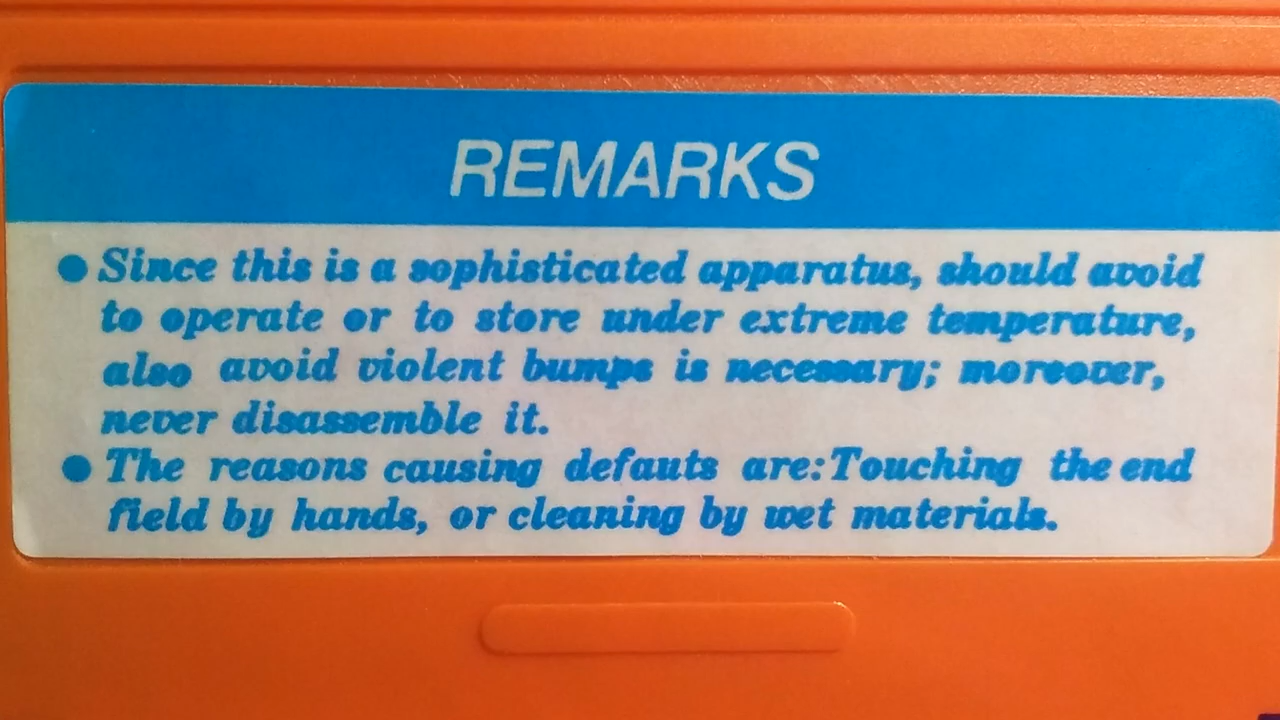 REMARKS
● Since this is a sophisticated apparatus, should avoid
to operate or to store under extreme temperature,
also avoid violent bumps is necessary; moreover,
never disassemble it.
● The reasons causing defauts are:Touching the end
field by hands, or cleaning by wet materials.